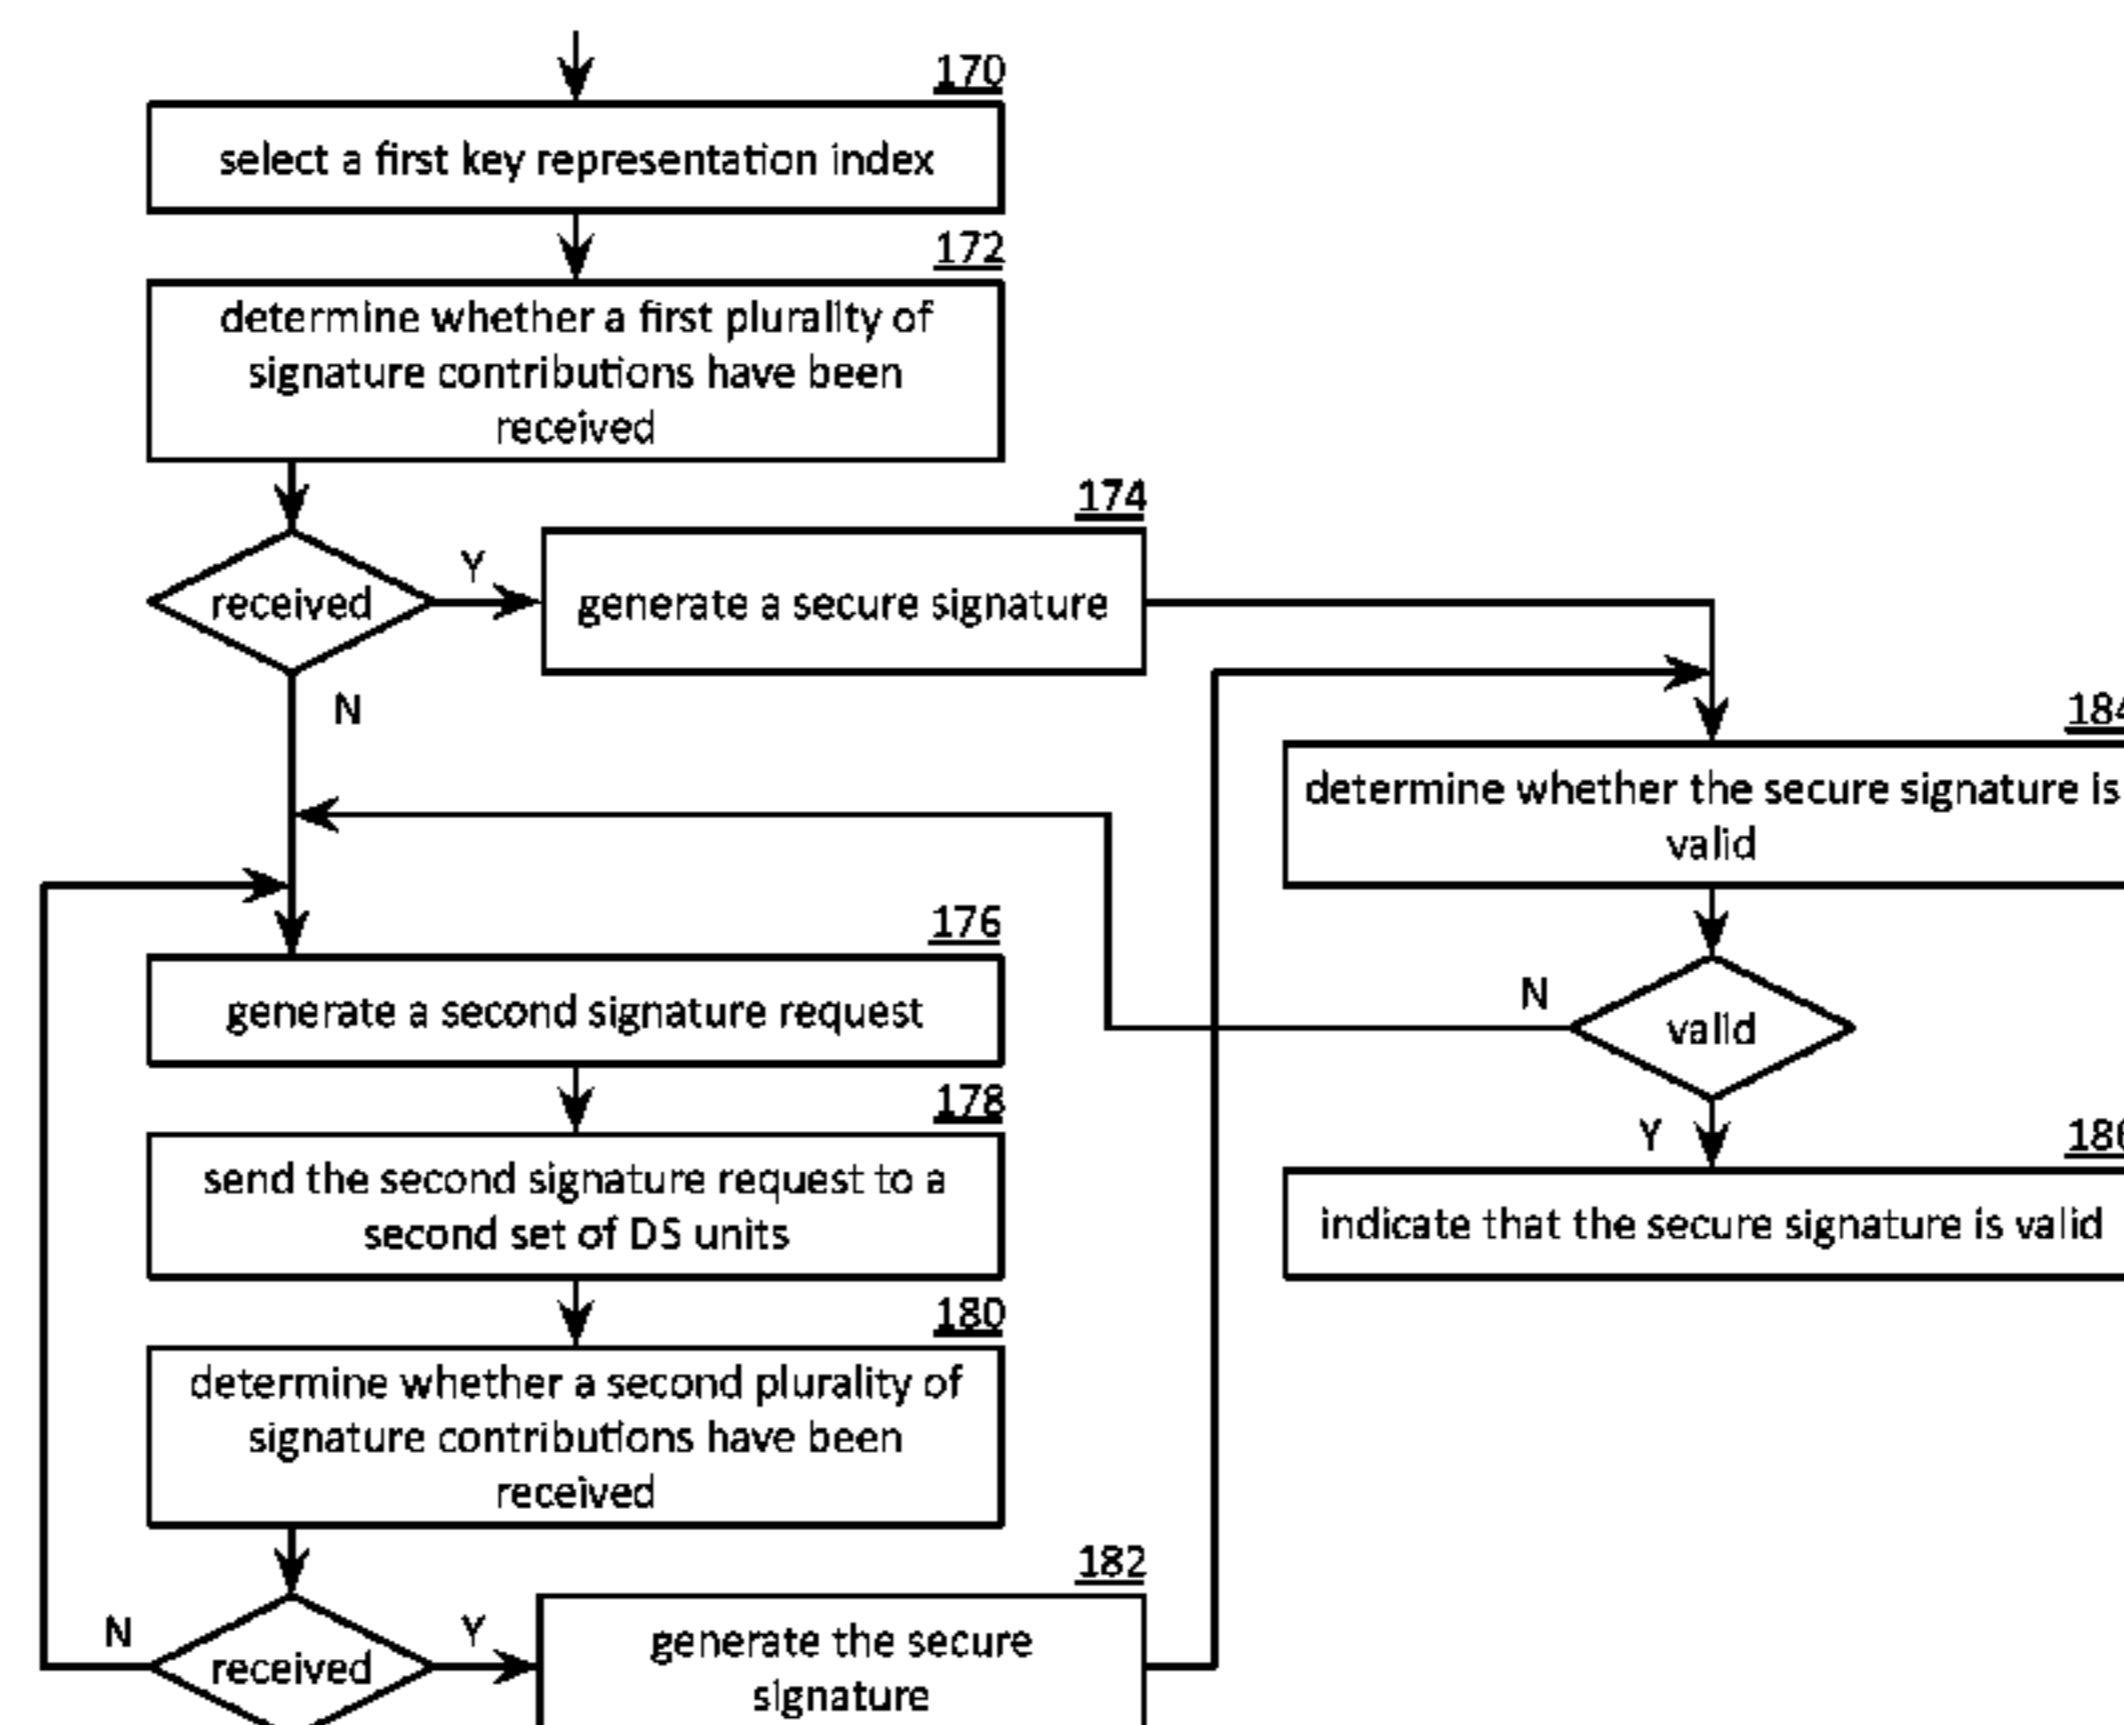 170
select a first key representation index
172
determine whether a first plurality of
signature contributions have been
received
174
received
Y
generate a secure signature
N
184
determine whether the secure signature is
valid
176
generate a second signature request
N
valid
178
send the second signature request to a
second set of DS units
Y
186
indicate that the secure signature is valid
180
determine whether a second plurality of
signature contributions have been
received
182
N
received
Y
generate the secure
signature